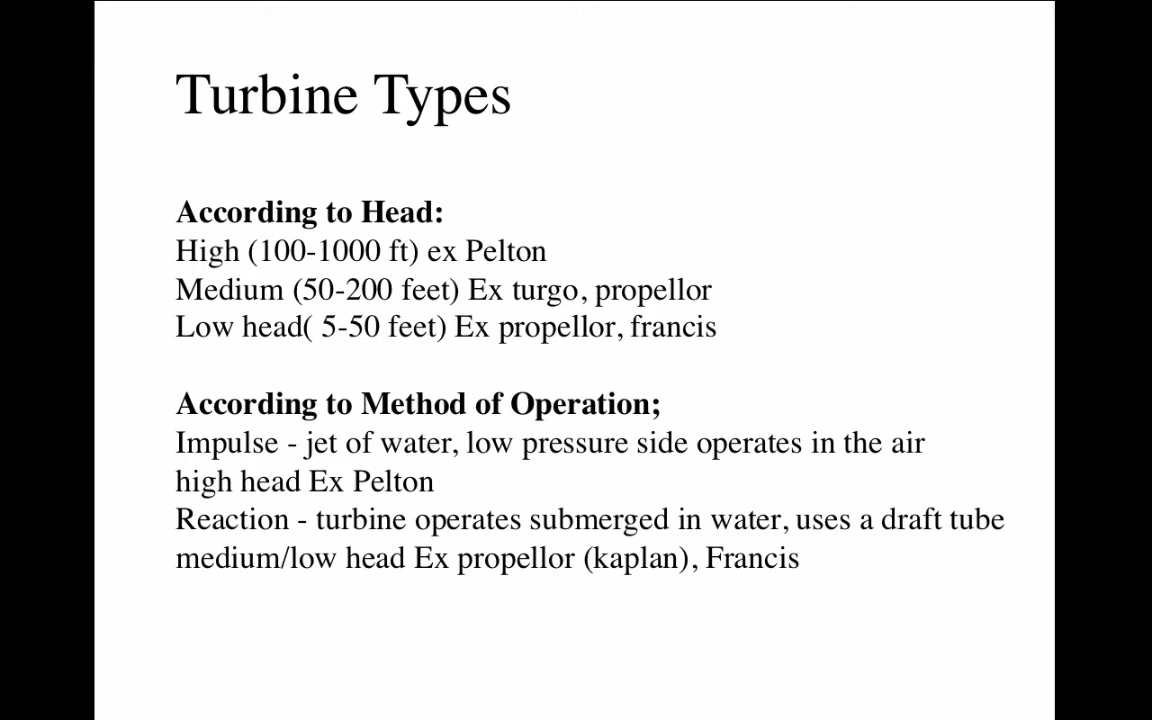 Turbine Types
According to Head:
High (100-1000 ft) ex Pelton
Medium (50-200 feet) Ex turgo, propellor
Low head( 5-50 feet) Ex propellor, francis
According to Method of Operation;
Impulse - jet of water, low pressure side operates in the air
high head Ex Pelton
Reaction - turbine operates submerged in water, uses a draft tube
medium/low head Ex propellor (kaplan), Francis